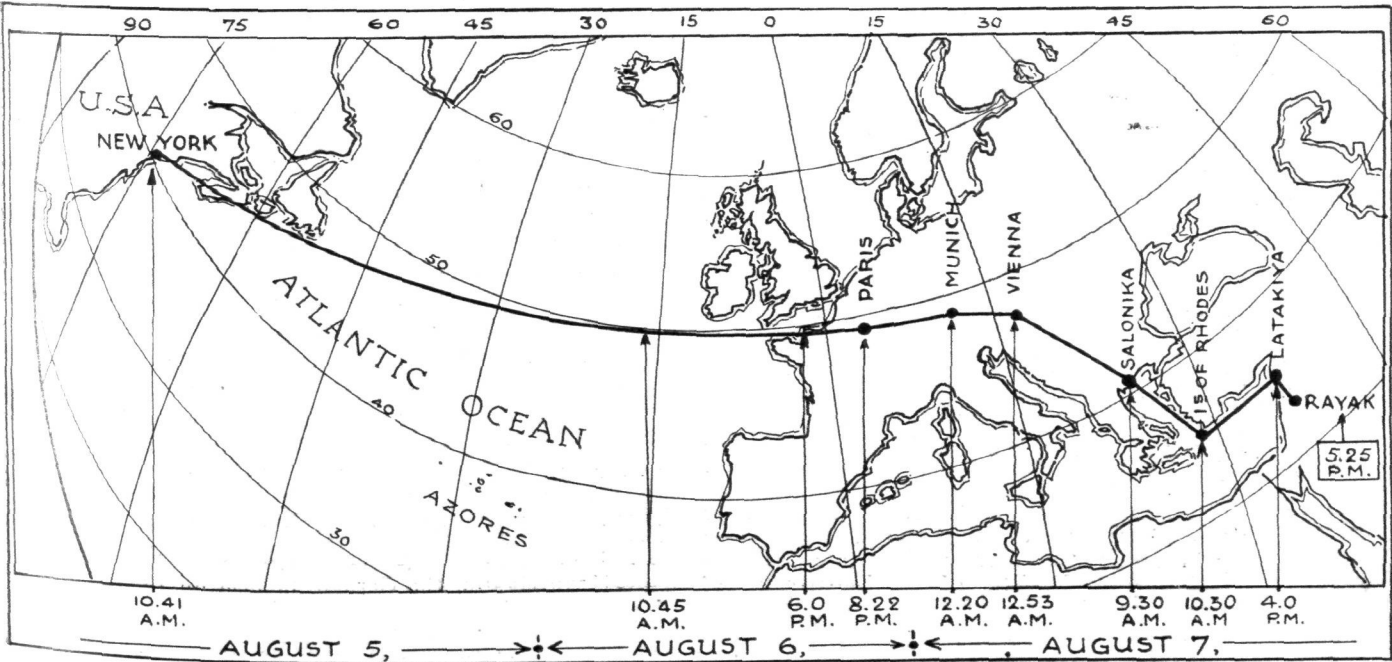 90 75 60 45 30 15 0 15 30 45 60
U.S.A
NEW YORK
60
50
40
30
ATLANTIC OCEAN
AZORES
PARIS
MUNICH
VIENNA
SALONIKA
IS OF RHODES
LATAKIYA
RAYAK
5.25
P.M.
10.41 10.45 6.0 8.22 12.20 12.53 9.30 10.30 4.0
A.M. A.M P.M. P.M. A.M. A.M. A.M. A.M P.M.
AUGUST 5, AUGUST 6, AUGUST 7,